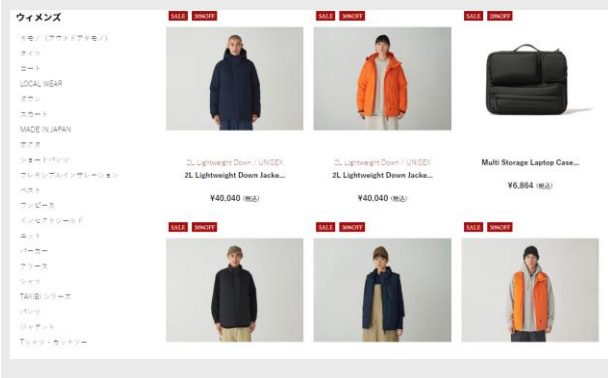 ウィメンズ
キモノ（アウトドアキモノ）
タイツ
コート
LOCAL WEAR
ダウン
スカート
MADE IN JAPAN
オクタ
ショートパンツ
フレキシブルインサレーション
ベスト
ワンピース
インセクトシールド
ニット
パーカー
フリース
シャツ
TAKIBI シリーズ
パンツ
ジャケット
Tシャツ・カットソー
SALE 30%OFF
SALE 30%OFF
SALE 20%OFF
2L Lightweight Down / UNISEX
2L Lightweight Down Jacke...
¥40,040 (税込)
2L Lightweight Down / UNISEX
2L Lightweight Down Jacke...
¥40,040 (税込)
Multi Storage Laptop Case...
¥6,864 (税込)
SALE 30%OFF
SALE 30%OFF
SALE 30%OFF